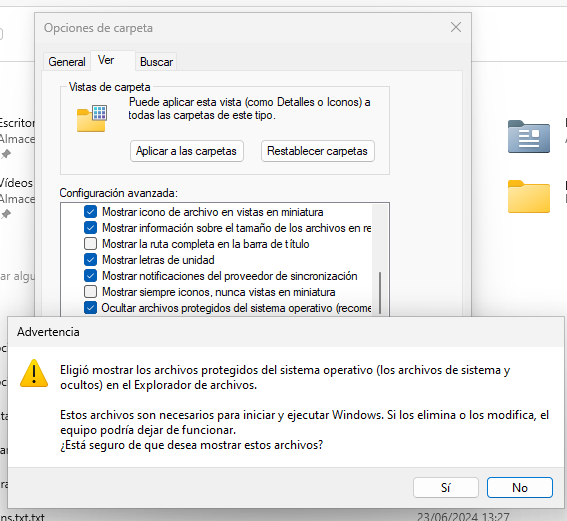 Opciones de carpeta
General
Ver
Buscar
Escritor
Almace
Vistas de carpeta
Puede aplicar esta vista (como Detalles o Iconos) a
todas las carpetas de este tipo.
Aplicar a las carpetas
Restablecer carpetas
Vídeos
Almace
Configuración avanzada:
Mostrar icono de archivo en vistas en miniatura
Mostrar información sobre el tamaño de los archivos en re
Mostrar la ruta completa en la barra de título
Mostrar letras de unidad
ar algu
Mostrar notificaciones del proveedor de sincronización
Mostrar siempre iconos, nunca vistas en miniatura
Ocultar archivos protegidos del sistema operativo (recome
Advertencia
Eligió mostrar los archivos protegidos del sistema operativo (los archivos de sistema y
ocultos) en el Explorador de archivos.
Estos archivos son necesarios para iniciar y ejecutar Windows. Si los elimina o los modifica, el
equipo podría dejar de funcionar.
¿Está seguro de que desea mostrar estos archivos?
Sí
No
ns.txt.txt
23/06/2024 13:27